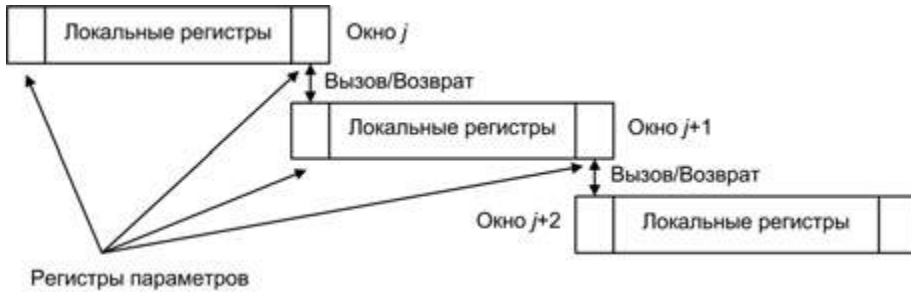 Локальные регистры
Окно j
Вызов/Возврат
Локальные регистры
Окно j+1
Вызов/Возврат
Окно j+2
Локальные регистры
Регистры параметров